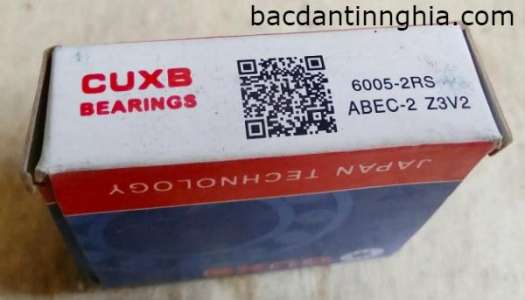 bacdantinnghia.com
CUXB
BEARINGS
6005-2RS
ABEC-2 Z3V2
JAPAN TECHNOLOGY